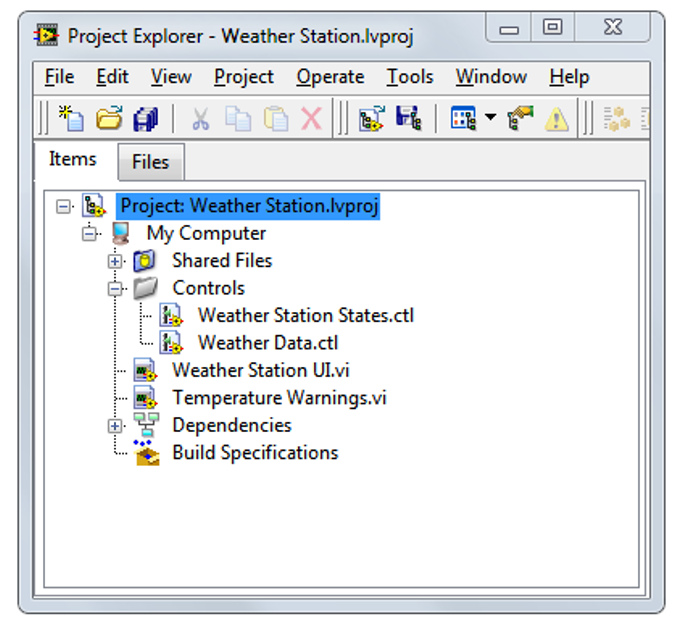 Project Explorer - Weather Station.lvproj
File Edit View Project Operate Tools Window Help
Items Files
Project: Weather Station.lvproj
My Computer
Shared Files
Controls
Weather Station States.ctl
Weather Data.ctl
Weather Station UI.vi
Temperature Warnings.vi
Dependencies
Build Specifications